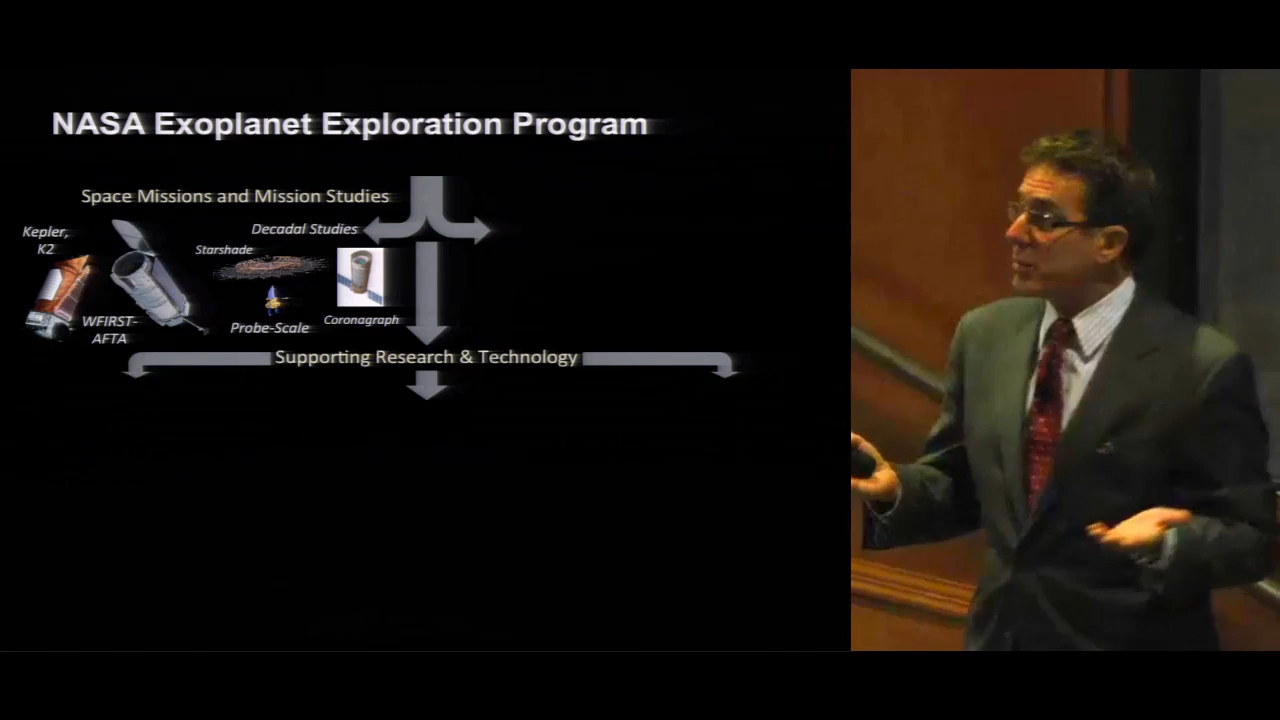 NASA Exoplanet Exploration Program
Space Missions and Mission Studies
Kepler,
K2
Decadal Studies
Starshade
WFIRST-
AFTA
Probe-Scale
Coronagraph
Supporting Research & Technology